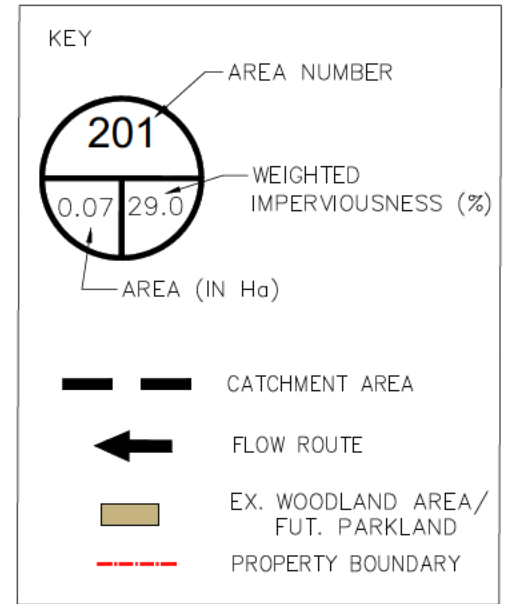 KEY
AREA NUMBER
201
WEIGHTED
IMPERVIOUSNESS (%)
0.07 29.0
AREA (IN Ha)
CATCHMENT AREA
FLOW ROUTE
EX. WOODLAND AREA/
FUT. PARKLAND
PROPERTY BOUNDARY